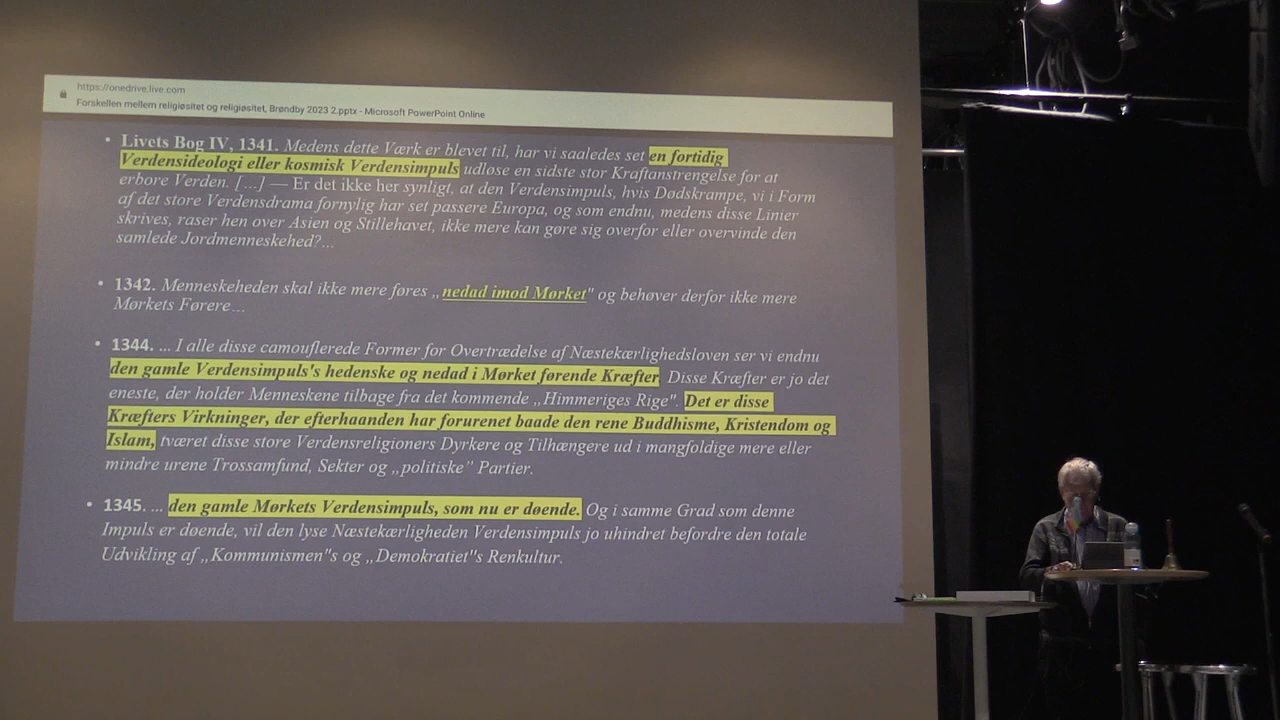 https://onedrive.live.com
Forskellen mellem religiøsitet og religiøsitet, Brøndby 2023 2.pptx - Microsoft PowerPoint Online
• Livets Bog IV, 1341. Medens dette Værk er blevet til, har vi saaledes set en fortidig
Verdensideologi eller kosmisk Verdensimpuls udløse en sidste stor Kraftanstrengelse for at
erbore Verden. [...] — Er det ikke her synligt, at den Verdensimpuls, hvis Dødskrampe, vi i Form
af det store Verdensdrama fornylig har set passere Europa, og som endnu, medens disse Linier
skrives, raser hen over Asien og Stillehavet, ikke mere kan gøre sig overfor eller overvinde den
samlede Jordmenneskehed?...
• 1342. Menneskeheden skal ikke mere føres „nedad imod Mørket" og behøver derfor ikke mere
Mørkets Førere...
• 1344. ... I alle disse camouflerede Former for Overtrædelse af Næstekærlighedsloven ser vi endnu
den gamle Verdensimpuls's hedenske og nedad i Mørket førende Kræfter. Disse Kræfter er jo det
eneste, der holder Menneskene tilbage fra det kommende „Himmeriges Rige". Det er disse
Kræfters Virkninger, der efterhaanden har forurenet baade den rene Buddhisme, Kristendom og
Islam, tværet disse store Verdensreligioners Dyrkere og Tilhængere ud i mangfoldige mere eller
mindre urene Trossamfund, Sekter og „politiske" Partier.
• 1345. ... den gamle Mørkets Verdensimpuls, som nu er døende. Og i samme Grad som denne
Impuls er døende, vil den lyse Næstekærligheden Verdensimpuls jo uhindret befordre den totale
Udvikling af „Kommunismen"s og „Demokratiet"s Renkultur.